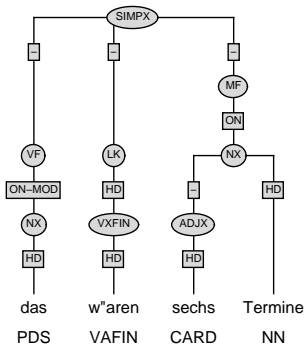 SIMPX
– – –
MF
ON
VF LK NX
ON–MOD HD – HD
NX VXFIN ADJX
HD HD HD
das w"aren sechs Termine
PDS VAFIN CARD NN